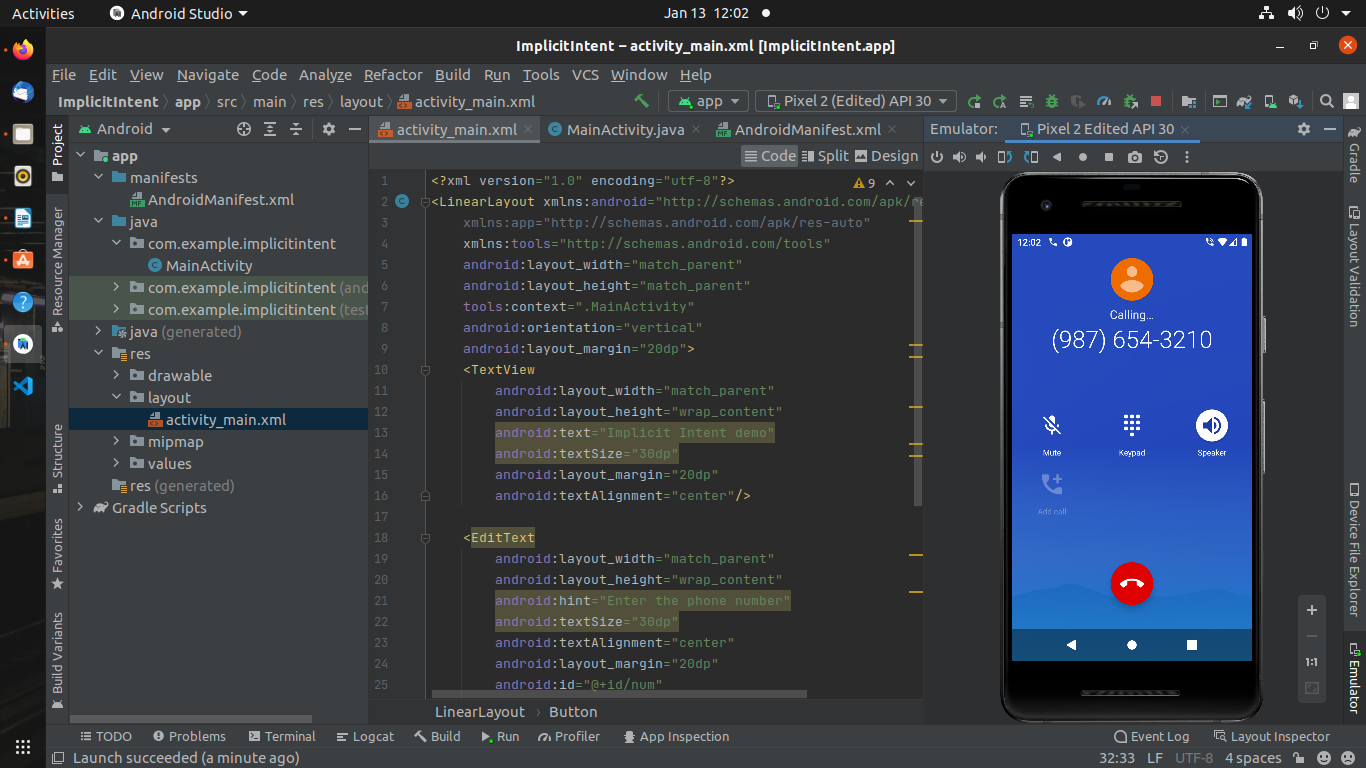 Activities Android Studio Jan 13 12:02
ImplicitIntent – activity_main.xml [ImplicitIntent.app]
File Edit View Navigate Code Analyze Refactor Build Run Tools VCS Window Help
ImplicitIntent app src main res layout activity_main.xml app Pixel 2 (Edited) API 30
Project
Resource Manager
Structure
Favorites
Build Variants
Android
app
manifests
AndroidManifest.xml
java
com.example.implicitintent
MainActivity
com.example.implicitintent (and
com.example.implicitintent (test
java (generated)
res
drawable
layout
activity_main.xml
mipmap
values
res (generated)
Gradle Scripts
activity_main.xml MainActivity.java AndroidManifest.xml
Code Split Design
9
1 <?xml version="1.0" encoding="utf-8"?>
2 <LinearLayout xmlns:android="http://schemas.android.com/apk/re
3 xmlns:app="http://schemas.android.com/apk/res-auto"
4 xmlns:tools="http://schemas.android.com/tools"
5 android:layout_width="match_parent"
6 android:layout_height="match_parent"
7 tools:context=".MainActivity"
8 android:orientation="vertical"
9 android:layout_margin="20dp">
10 <TextView
11 android:layout_width="match_parent"
12 android:layout_height="wrap_content"
13 android:text="Implicit Intent demo"
14 android:textSize="30dp"
15 android:layout_margin="20dp"
16 android:textAlignment="center"/>
17
18 <EditText
19 android:layout_width="match_parent"
20 android:layout_height="wrap_content"
21 android:hint="Enter the phone number"
22 android:textSize="30dp"
23 android:textAlignment="center"
24 android:layout_margin="20dp"
25 android:id="@+id/num"
LinearLayout › Button
Emulator: Pixel 2 Edited API 30
12:02
Calling...
(987) 654-3210
Mute Keypad Speaker
Add call
1:1
Gradle
Layout Validation
Device File Explorer
Emulator
TODO Problems Terminal Logcat Build Run Profiler App Inspection Event Log Layout Inspector
Launch succeeded (a minute ago) 32:33 LF UTF-8 4 spaces